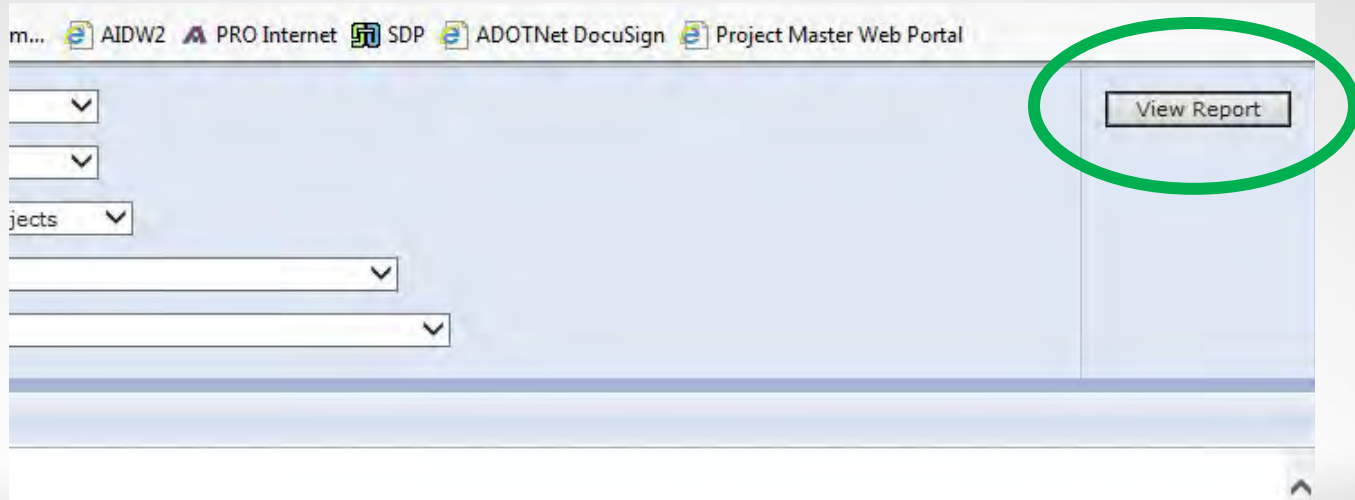 m... AIDW2 PRO Internet SDP ADOTNet DocuSign Project Master Web Portal
View Report
jects